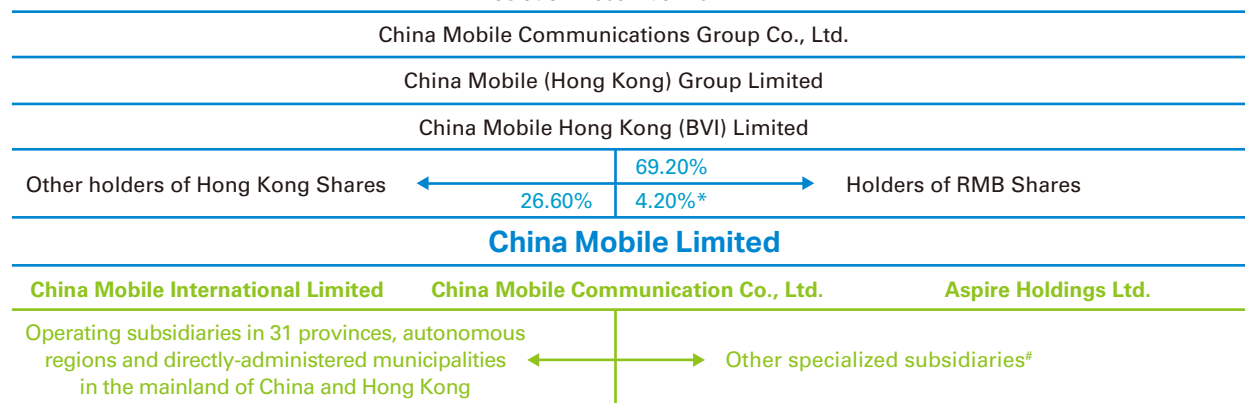 China Mobile Communications Group Co., Ltd.
China Mobile (Hong Kong) Group Limited
China Mobile Hong Kong (BVI) Limited
69.20%
Other holders of Hong Kong Shares
Holders of RMB Shares
26.60%
4.20%*
China Mobile Limited
China Mobile International Limited
China Mobile Communication Co., Ltd.
Aspire Holdings Ltd.
Operating subsidiaries in 31 provinces, autonomous
regions and directly-administered municipalities
in the mainland of China and Hong Kong
Other specialized subsidiaries#